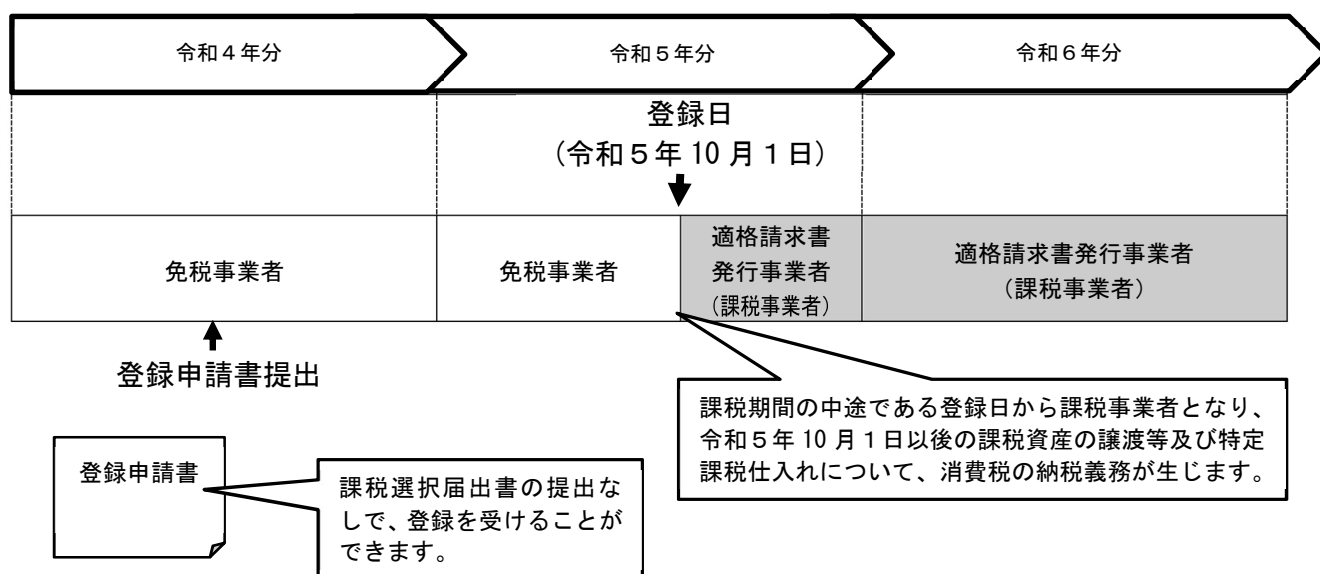 令和４年分
令和５年分
令和６年分
登録日
（令和５年 10 月１日）
免税事業者
免税事業者
適格請求書
発行事業者
（課税事業者）
適格請求書発行事業者
（課税事業者）
登録申請書提出
課税期間の中途である登録日から課税事業者となり、
令和５年 10 月１日以後の課税資産の譲渡等及び特定
課税仕入れについて、消費税の納税義務が生じます。
登録申請書
課税選択届出書の提出な
しで、登録を受けることが
できます。